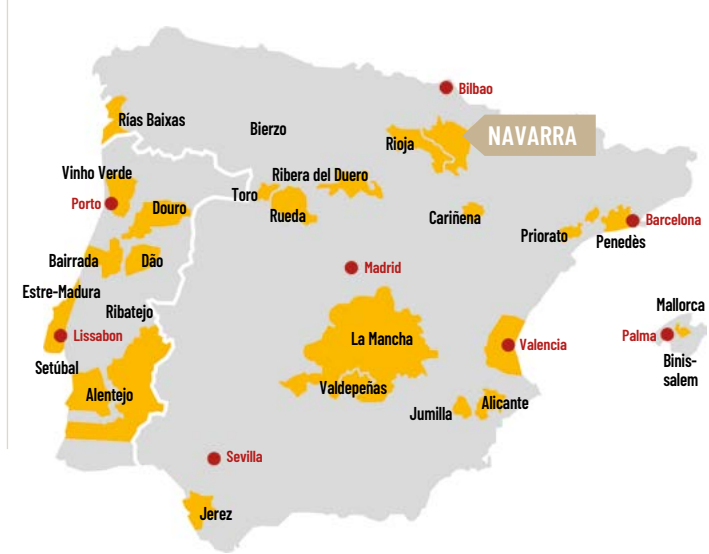 Bilbao
Rías Baixas
Bierzo
Rioja
NAVARRA
Vinho Verde
Ribera del Duero
Toro
Porto
Douro
Rueda
Cariñena
Priorato
Barcelona
Penedès
Bairrada
Dão
Madrid
Estre-Madura
Ribatejo
Mallorca
Lissabon
La Mancha
Valencia
Palma
Binis-
salem
Setúbal
Alentejo
Valdepeñas
Jumilla
Alicante
Sevilla
Jerez